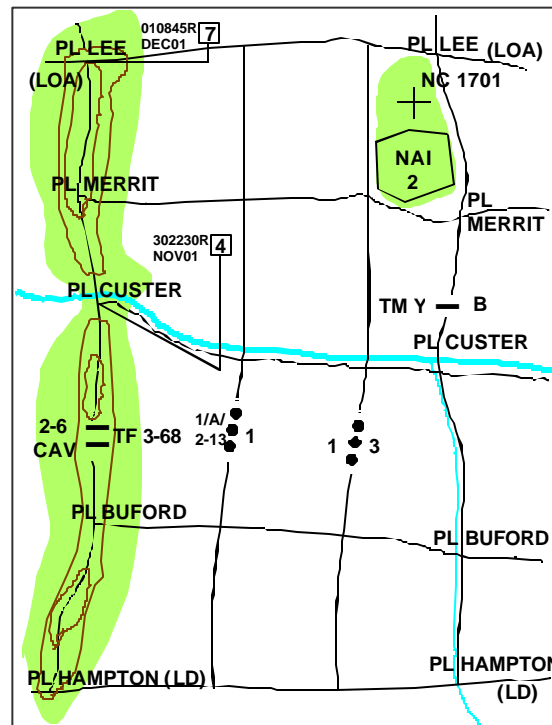 010845R 7
DEC01
PL LEE
(LOA)
PL LEE
(LOA)
NC 1701
NAI
2
PL MERRIT
PL
MERRIT
302230R 4
NOV01
PL CUSTER
TM Y B
PL CUSTER
2-6
CAV
TF 3-68
1/A/
2-13
1
1 3
PL BUFORD
PL BUFORD
PL HAMPTON (LD)
PL HAMPTON
(LD)